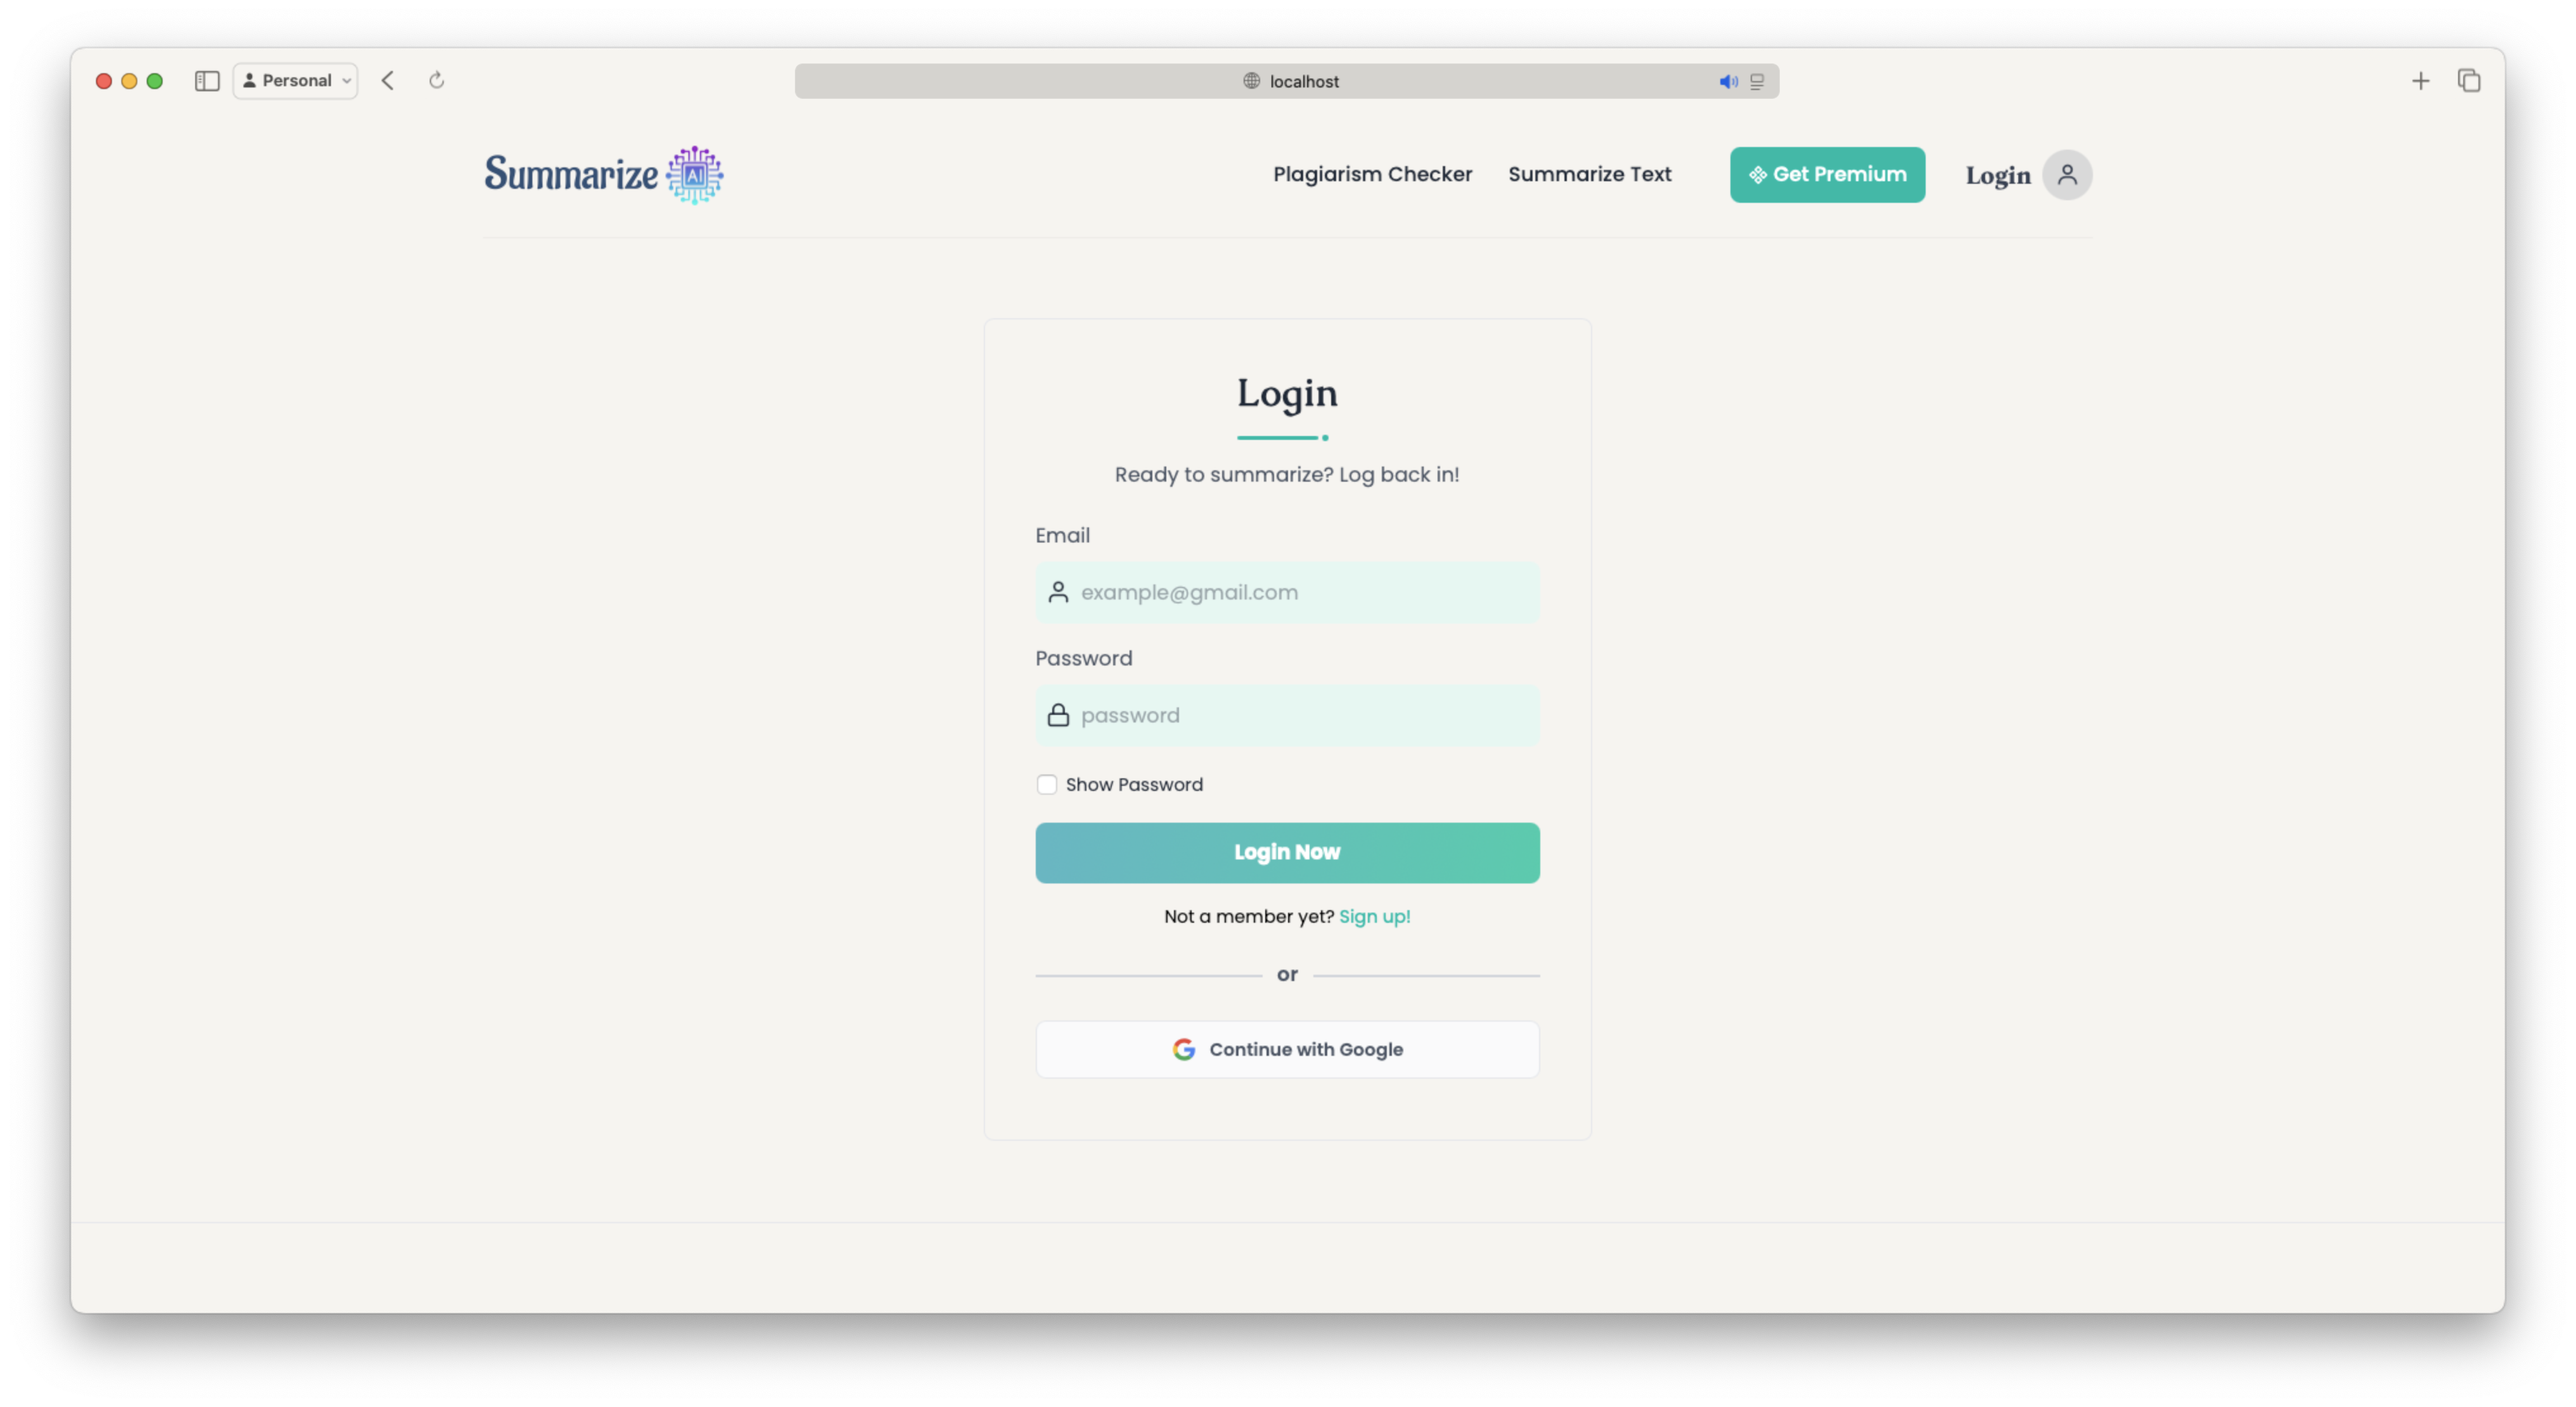 Personal
localhost
Summarize AI
Plagiarism Checker
Summarize Text
Get Premium
Login
Login
Ready to summarize? Log back in!
Email
example@gmail.com
Password
password
Show Password
Login Now
Not a member yet? Sign up!
or
Continue with Google